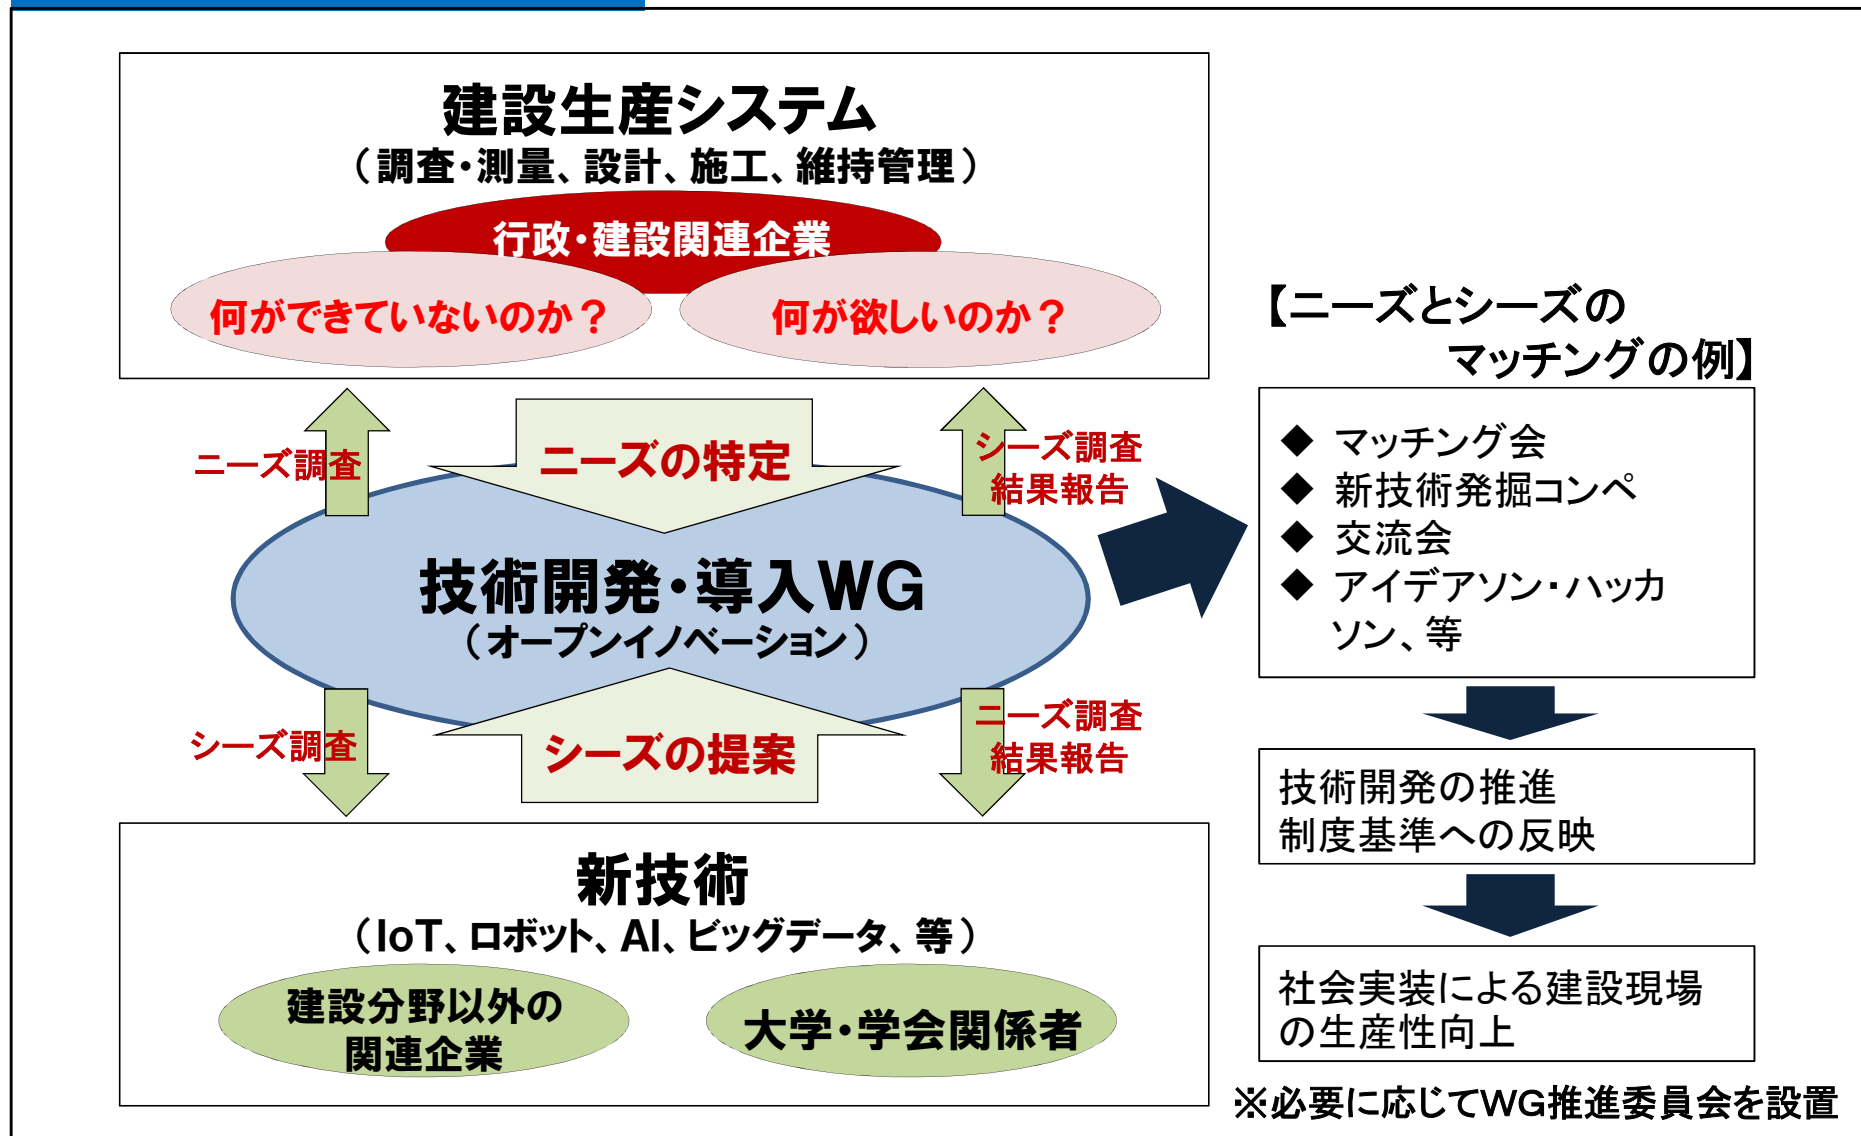 建設生産システム
（調査・測量、設計、施工、維持管理）
行政・建設関連企業
何ができていないのか？
何が欲しいのか？
ニーズ調査
ニーズの特定
シーズ調査
結果報告
技術開発・導入WG
（オープンイノベーション）
シーズ調査
シーズの提案
ニーズ調査
結果報告
新技術
（IoT、ロボット、AI、ビッグデータ、等）
建設分野以外の
関連企業
大学・学会関係者
【ニーズとシーズの
マッチングの例】
◆ マッチング会
◆ 新技術発掘コンペ
◆ 交流会
◆ アイデアソン・ハッカ
ソン、等
技術開発の推進
制度基準への反映
社会実装による建設現場
の生産性向上
※必要に応じてWG推進委員会を設置